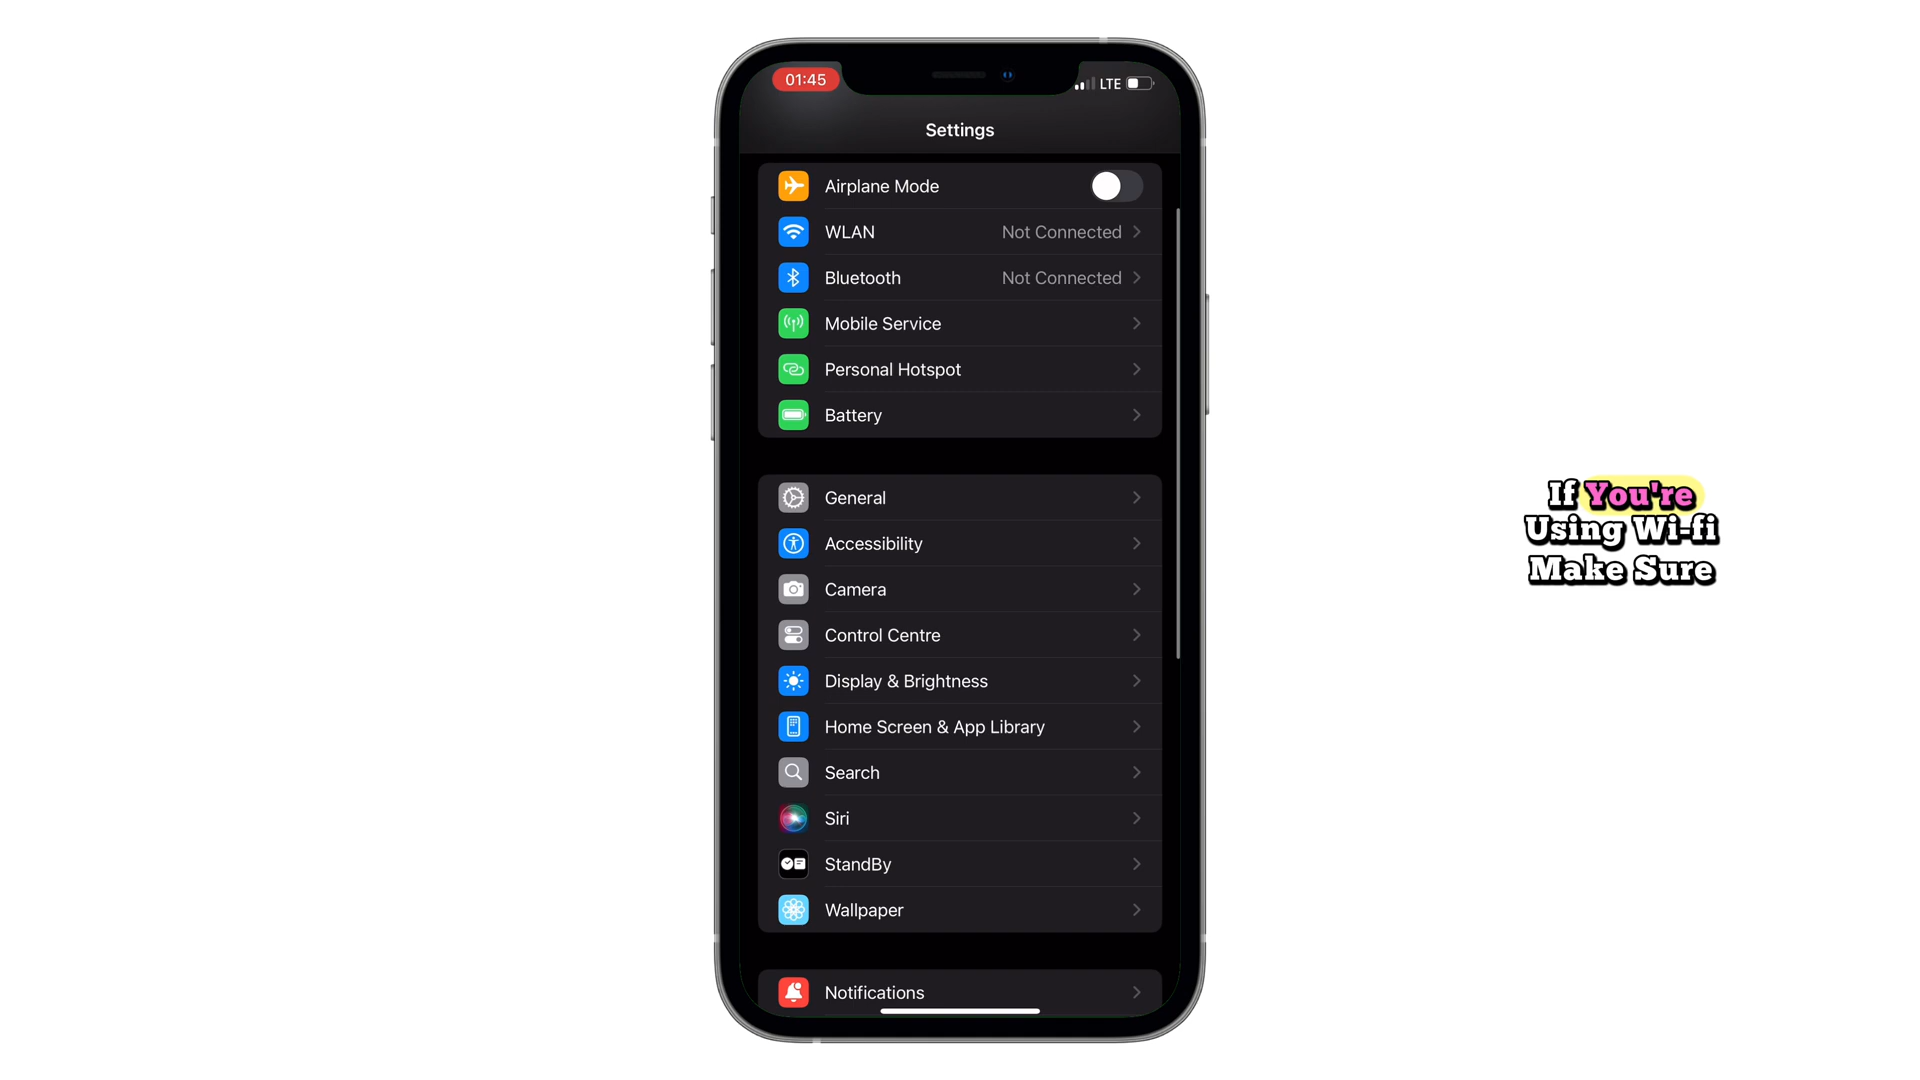 01:45
LTE
Settings
Airplane Mode
WLAN Not Connected
Bluetooth Not Connected
Mobile Service
Personal Hotspot
Battery
General
Accessibility
Camera
Control Centre
Display & Brightness
Home Screen & App Library
Search
Siri
StandBy
Wallpaper
Notifications
If You're
Using Wi-fi
Make Sure